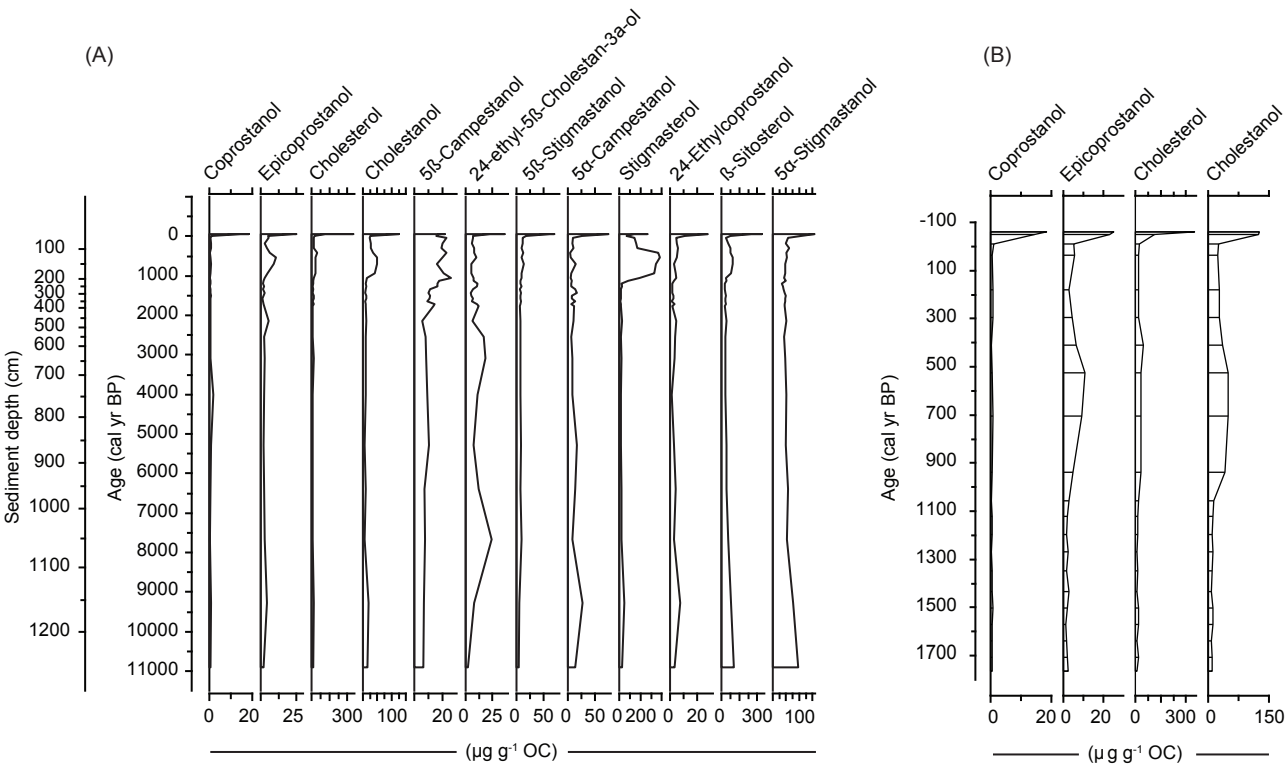 (A)
(B)
Coprostanol
Epicoprostanol
Cholesterol
Cholestanol
5ß-Campestanol
24-ethyl-5ß-Cholestan-3a-ol
5ß-Stigmastanol
5α-Campestanol
Stigmasterol
24-Ethylcoprostanol
ß-Sitosterol
5α-Stigmastanol
Sediment depth (cm)
100
200
300
400
500
600
700
800
900
1000
1100
1200
Age (cal yr BP)
0
1000
2000
3000
4000
5000
6000
7000
8000
9000
10000
11000
0 20 0 25 0 300 0 100 0 20 0 25 0 50 0 0 200 0 0 0 100
(µg g⁻¹ OC)
Coprostanol
Epicoprostanol
Cholesterol
Cholestanol
Age (cal yr BP)
-100
100
300
500
700
900
1100
1300
1500
1700
0 20 0 20 0 300 0 150
(µg g⁻¹ OC)